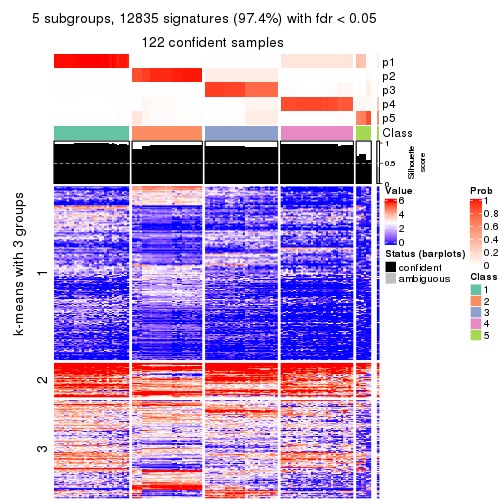 5 subgroups, 12835 signatures (97.4%) with fdr < 0.05
122 confident samples
p1
p2
p3
p4
p5
Class
1
0.5
0
Silhouette
score
k-means with 3 groups
1
2
3
Value
6
4
2
0
Status (barplots)
confident
ambiguous
Prob
1
0.8
0.6
0.4
0.2
0
Class
1
2
3
4
5